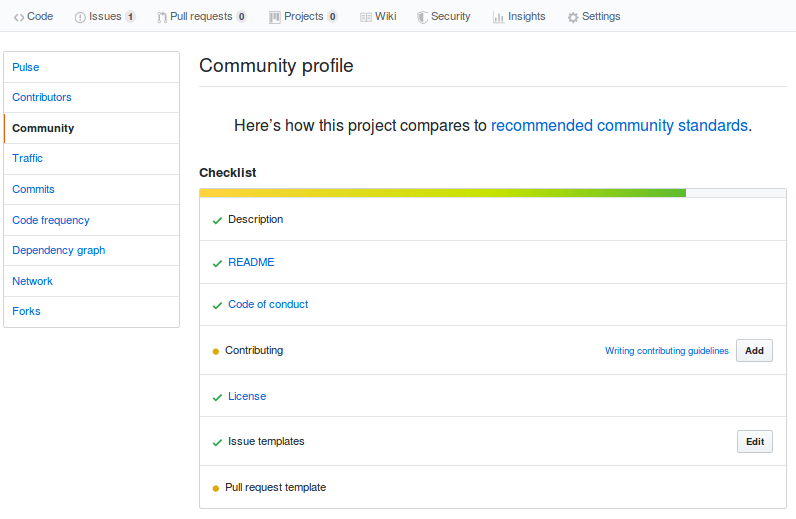 Code Issues 1 Pull requests 0 Projects 0 Wiki Security Insights Settings
Pulse
Contributors
Community
Traffic
Commits
Code frequency
Dependency graph
Network
Forks
Community profile
Here’s how this project compares to recommended community standards.
Checklist
Description
README
Code of conduct
Contributing Writing contributing guidelines Add
License
Issue templates Edit
Pull request template